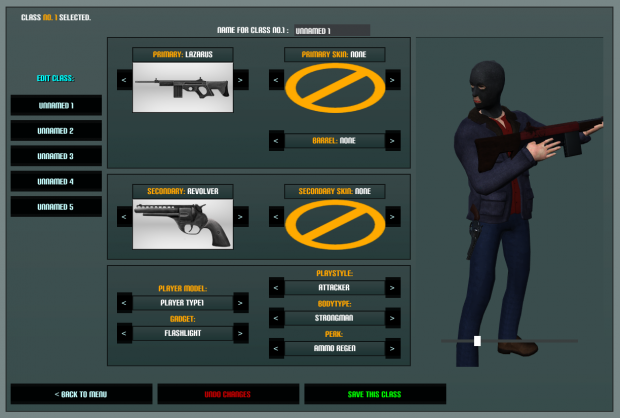 CLASS NO. 1 SELECTED.
NAME FOR CLASS NO.1 : UNNAMED 1
PRIMARY: LAZARUS
PRIMARY SKIN: NONE
< > < >
EDIT CLASS:
UNNAMED 1
UNNAMED 2
UNNAMED 3
UNNAMED 4
UNNAMED 5
< BARREL: NONE >
SECONDARY: REVOLVER
SECONDARY SKIN: NONE
< > < >
PLAYER MODEL:
< PLAYER TYPE1 >
GADGET:
< FLASHLIGHT >
PLAYSTYLE:
< ATTACKER >
BODYTYPE:
< STRONGMAN >
PERK:
< AMMO REGEN >
< BACK TO MENU
UNDO CHANGES
SAVE THIS CLASS